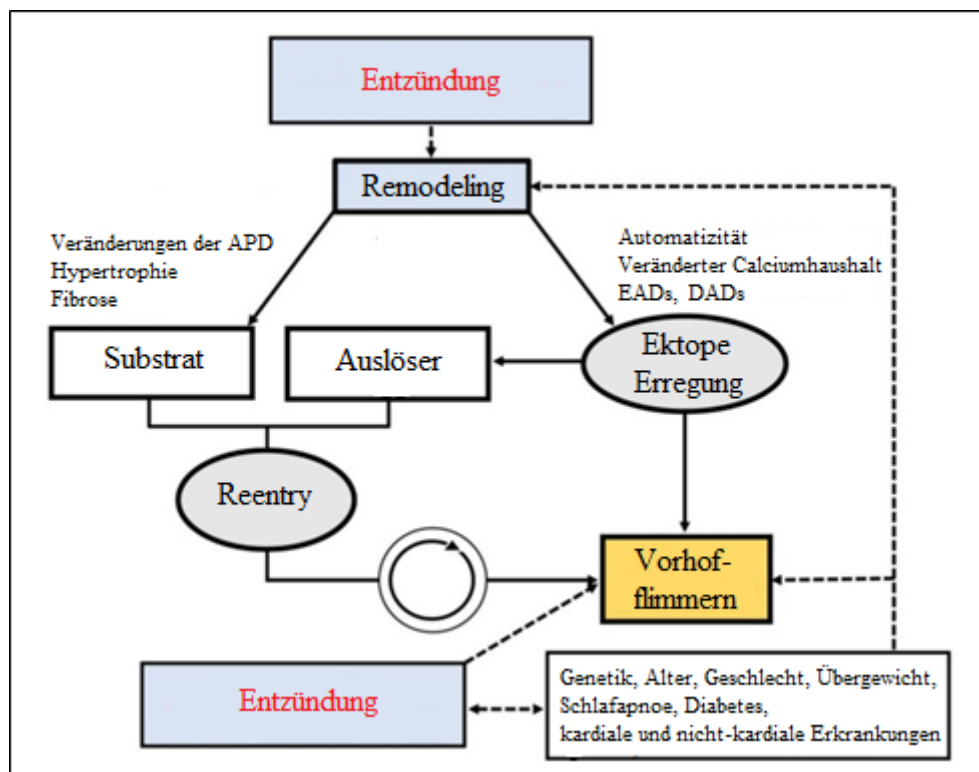 Entzündung
Remodeling
Veränderungen der APD
Hypertrophie
Fibrose
Automatizität
Veränderter Calciumhaushalt
EADs, DADs
Substrat
Auslöser
Ektope
Erregung
Reentry
Vorhof-
flimmern
Entzündung
Genetik, Alter, Geschlecht, Übergewicht,
Schlafapnoe, Diabetes,
kardiale und nicht-kardiale Erkrankungen